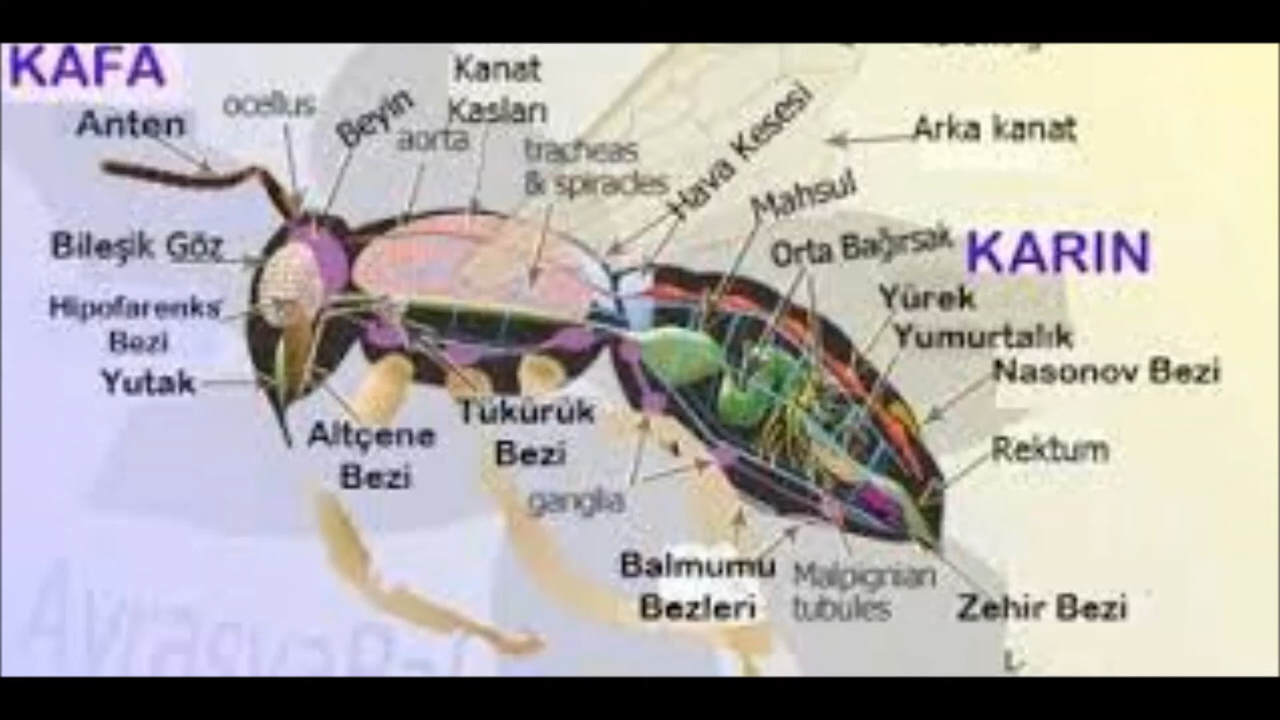 KAFA
Kanat
Kasları
Anten
ocellus
Beyin
aorta
tracheas
& spiracles
Hava Kesesi
Arka kanat
Mahsul
Orta Bağırsak
KARIN
Bileşik Göz
Yürek
Hipofarenks
Bezi
Yumurtalık
Nasonov Bezi
Yutak
Altçene
Bezi
Tükürük
Bezi
Rektum
ganglia
Balmumu
Bezleri
Malpignian
tubules
Zehir Bezi